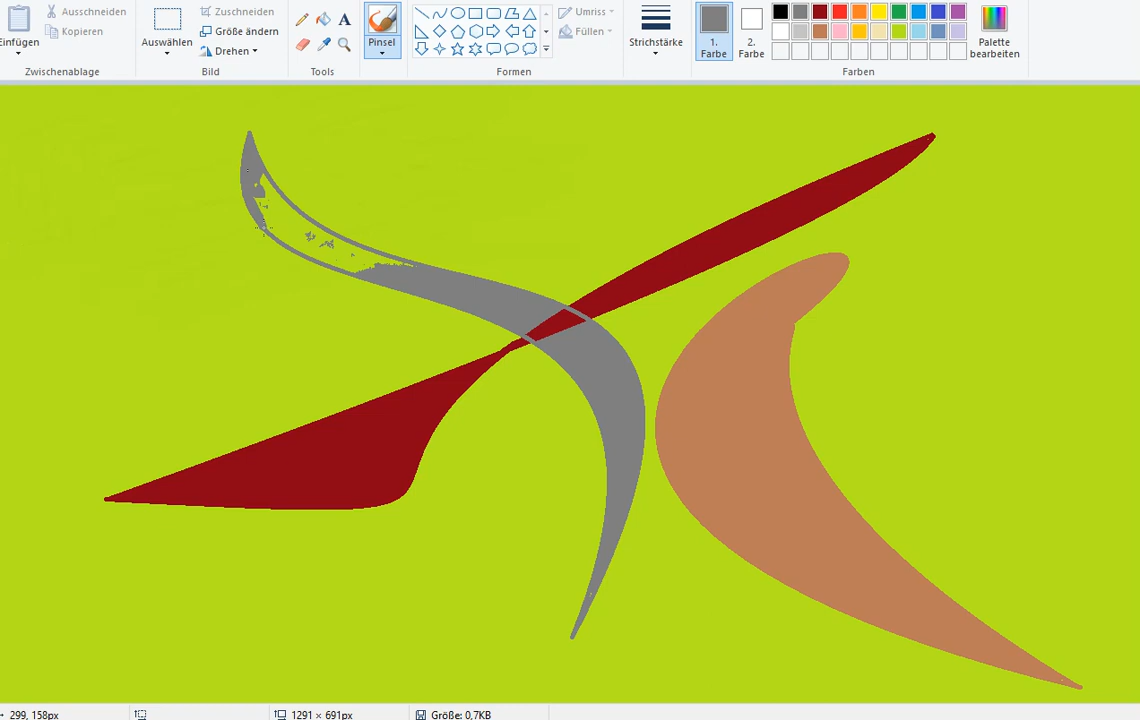 Einfügen
Ausschneiden
Kopieren
Zwischenablage
Auswählen
Zuschneiden
Größe ändern
Drehen
Bild
A
Tools
Pinsel
Umriss
Füllen
Formen
Strichstärke
1.
Farbe
2.
Farbe
Palette
bearbeiten
Farben
299, 158px
1291 × 691px
Größe: 0,7KB